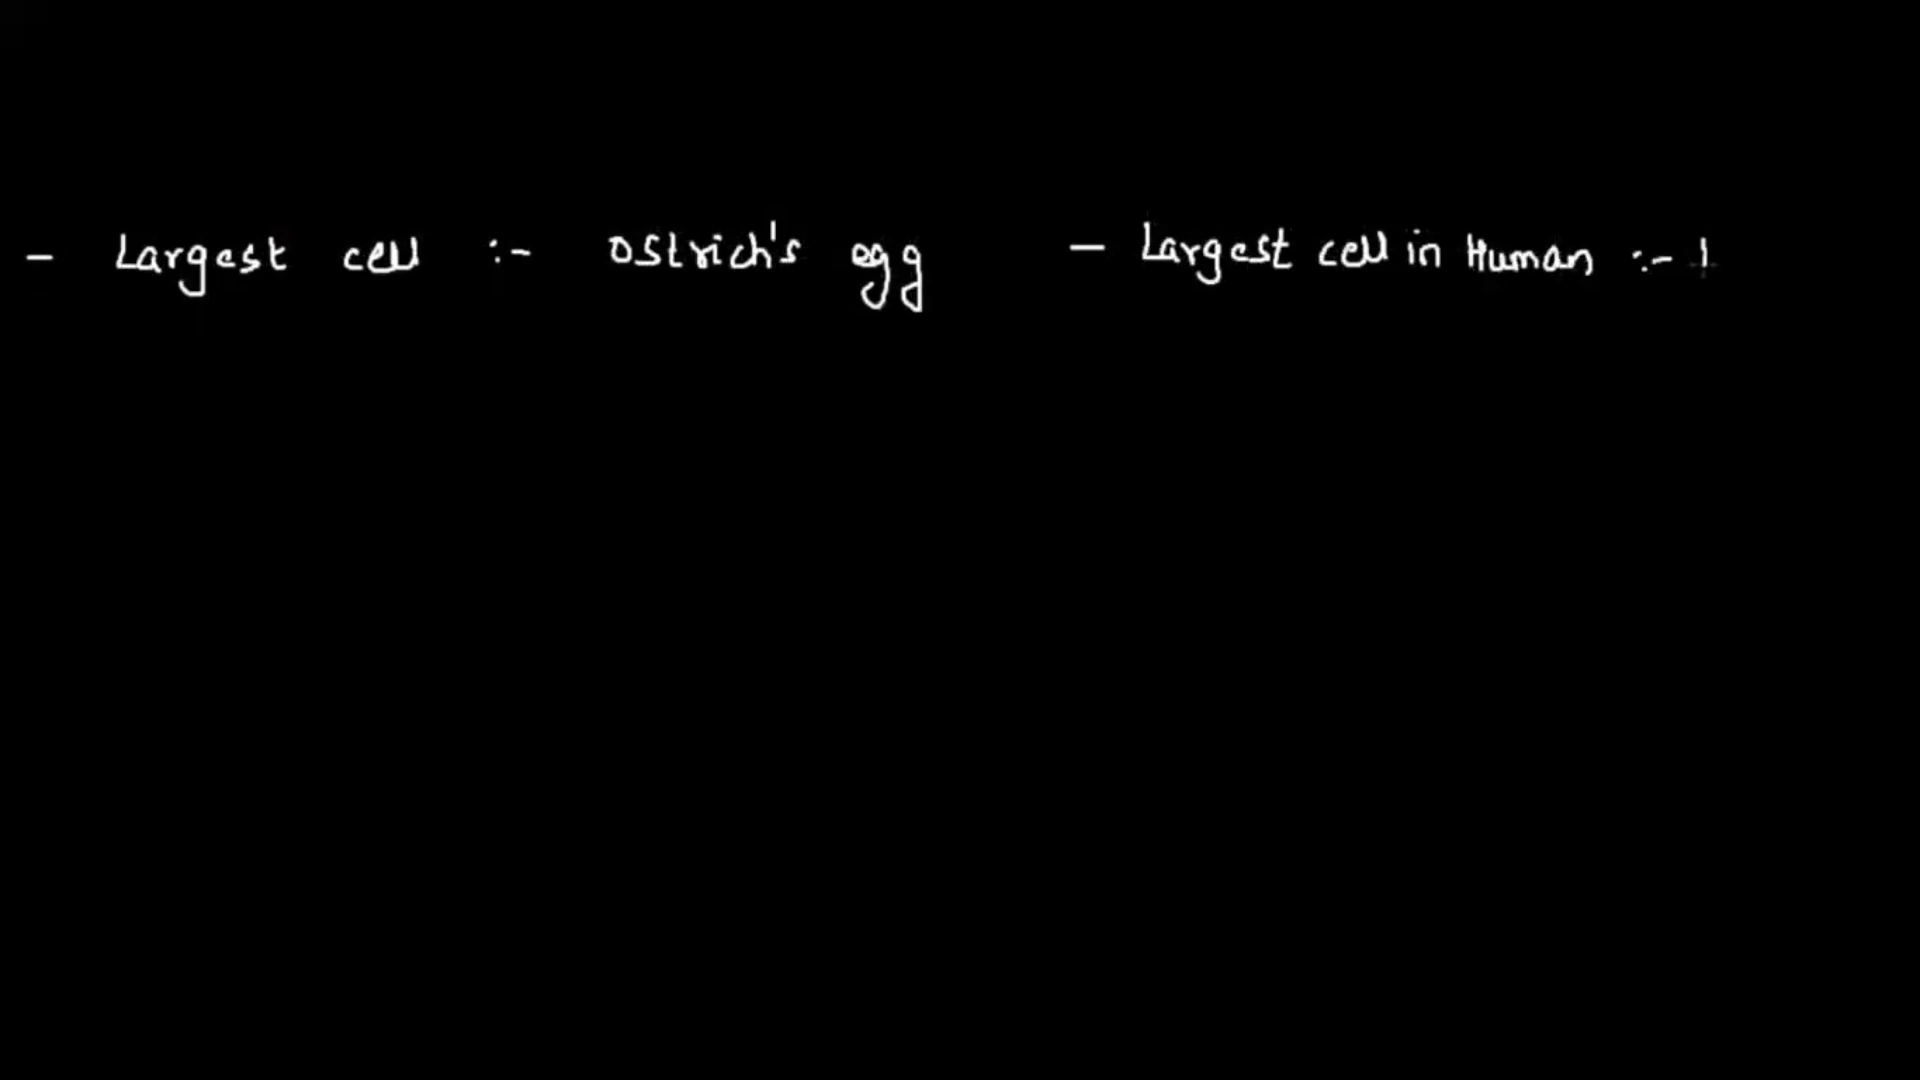 - Largest cell :- Ostrich's egg - Largest cell in Human :-